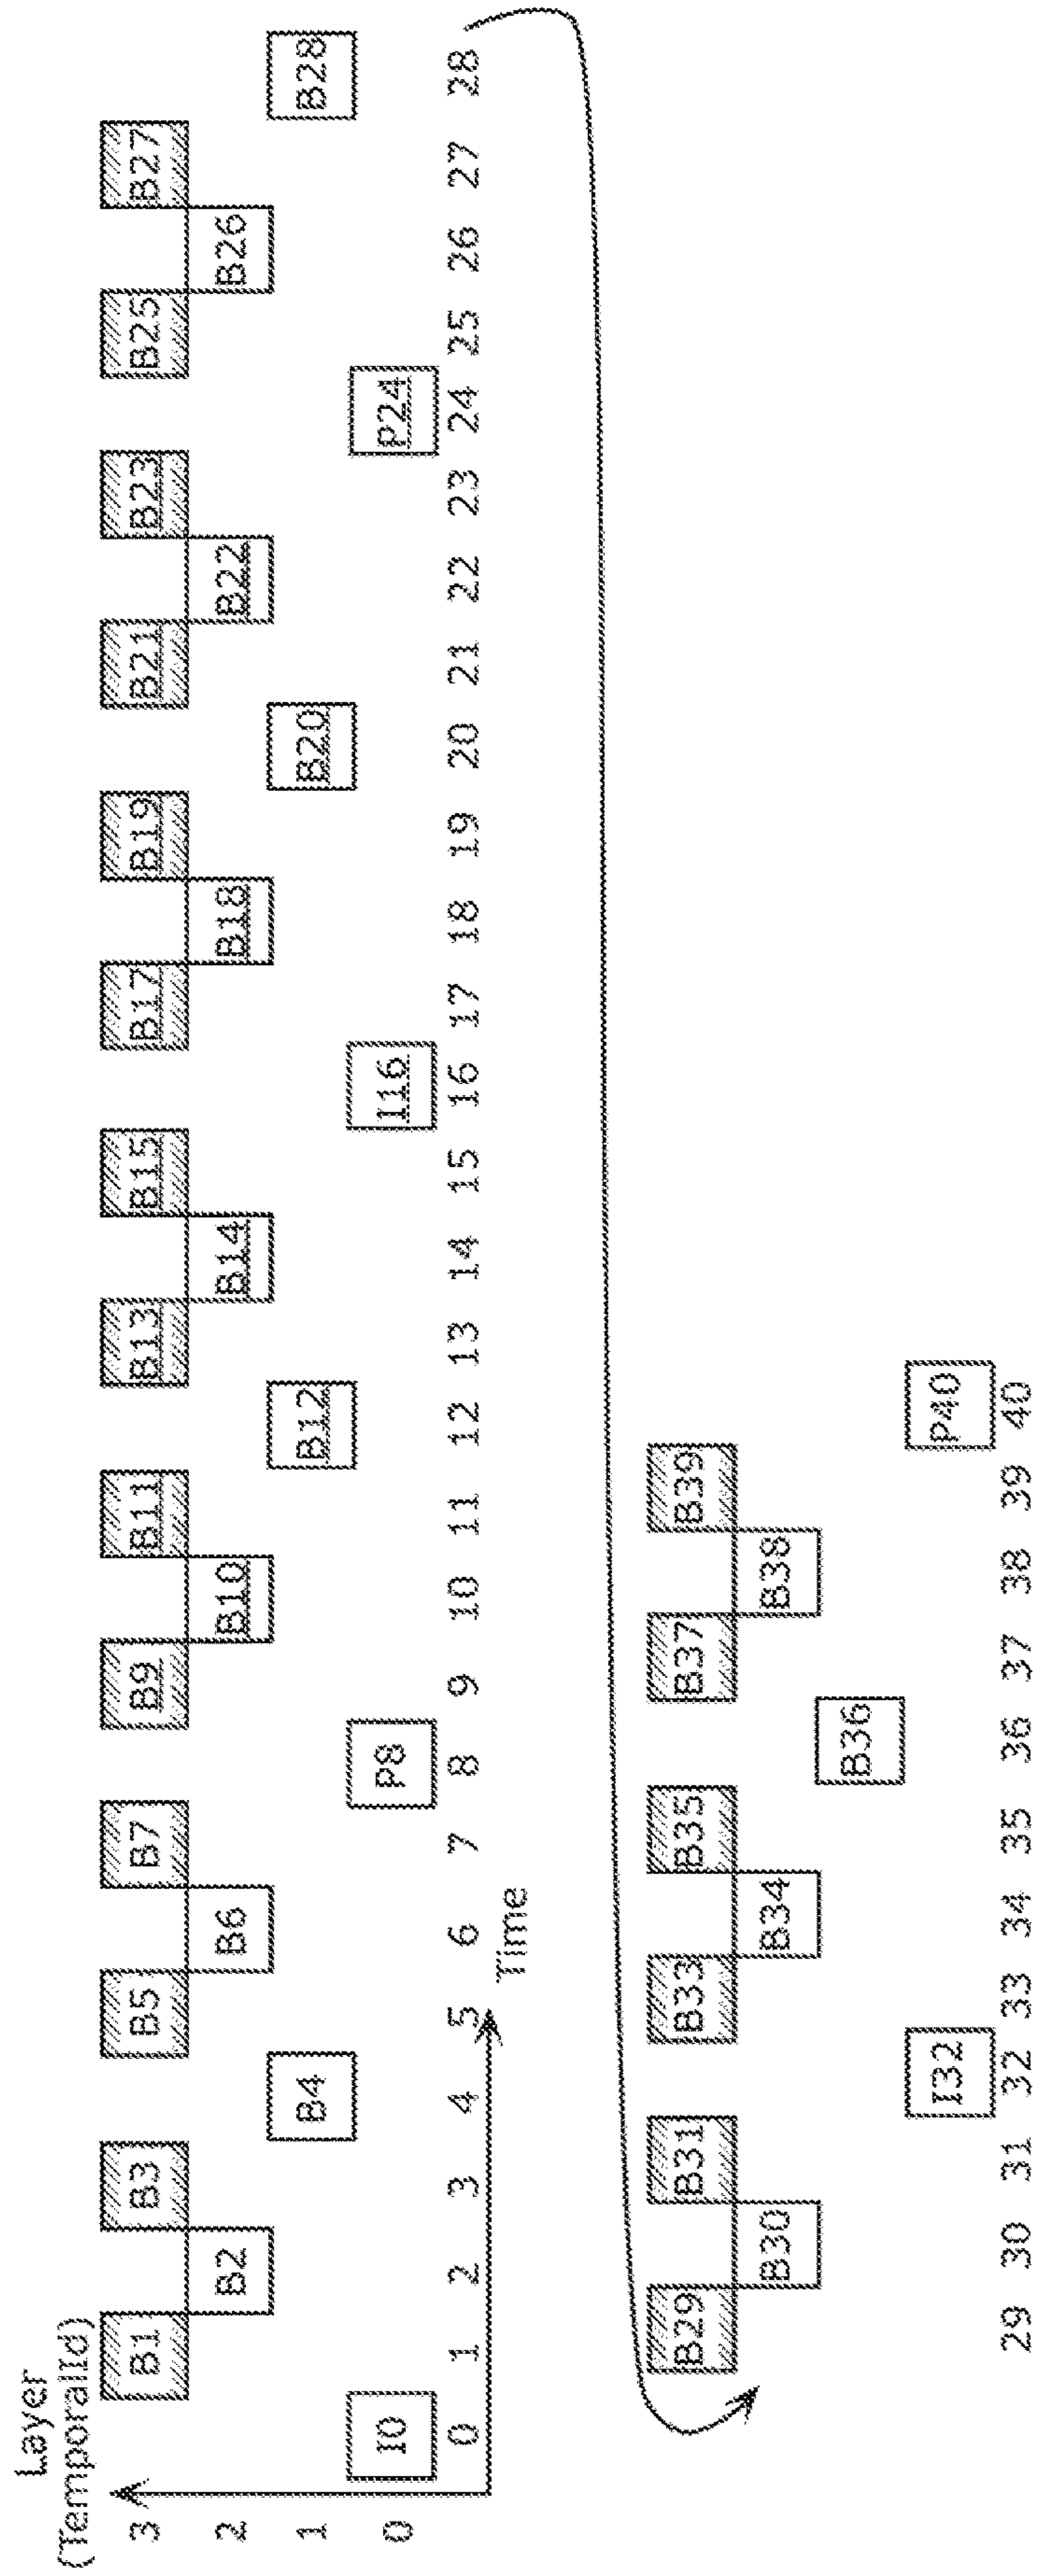 Layer
(TemporalId)
3 B1 B3 B5 B7 B9 B11 B13 B15 B17 B19 B21 B23 B25 B27
2 B2 B6 B10 B14 B18 B22 B26
1 B4 B12 B20 B28
0 I0 P8 I16 P24
0 1 2 3 4 5 6 7 8 9 10 11 12 13 14 15 16 17 18 19 20 21 22 23 24 25 26 27 28
Time
B29 B31 B33 B35 B37 B39
B30 B34 B38
B36
I32 P40
29 30 31 32 33 34 35 36 37 38 39 40